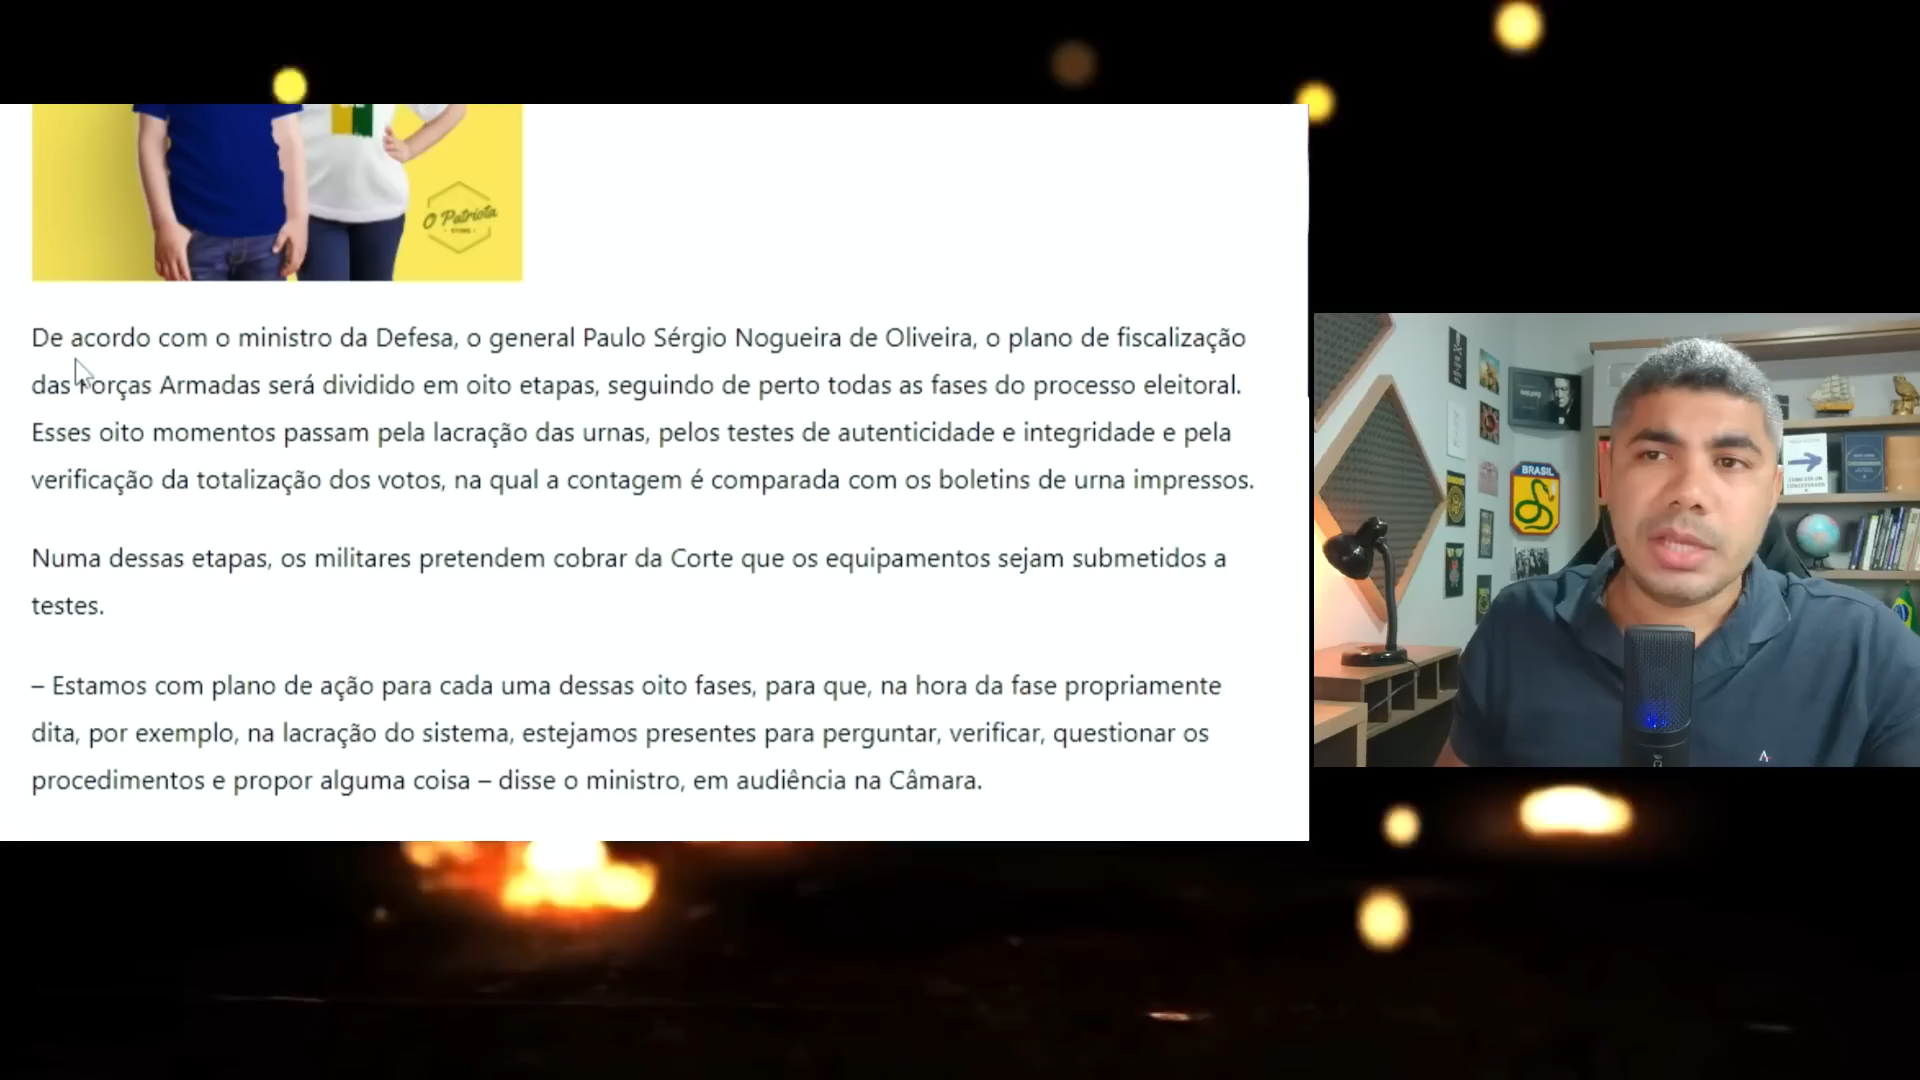 O Patriota
STORE
De acordo com o ministro da Defesa, o general Paulo Sérgio Nogueira de Oliveira, o plano de fiscalização
das Forças Armadas será dividido em oito etapas, seguindo de perto todas as fases do processo eleitoral.
Esses oito momentos passam pela lacração das urnas, pelos testes de autenticidade e integridade e pela
verificação da totalização dos votos, na qual a contagem é comparada com os boletins de urna impressos.
Numa dessas etapas, os militares pretendem cobrar da Corte que os equipamentos sejam submetidos a
testes.
– Estamos com plano de ação para cada uma dessas oito fases, para que, na hora da fase propriamente
dita, por exemplo, na lacração do sistema, estejamos presentes para perguntar, verificar, questionar os
procedimentos e propor alguma coisa – disse o ministro, em audiência na Câmara.
BRASIL
COMO SER UM
CONSERVADOR